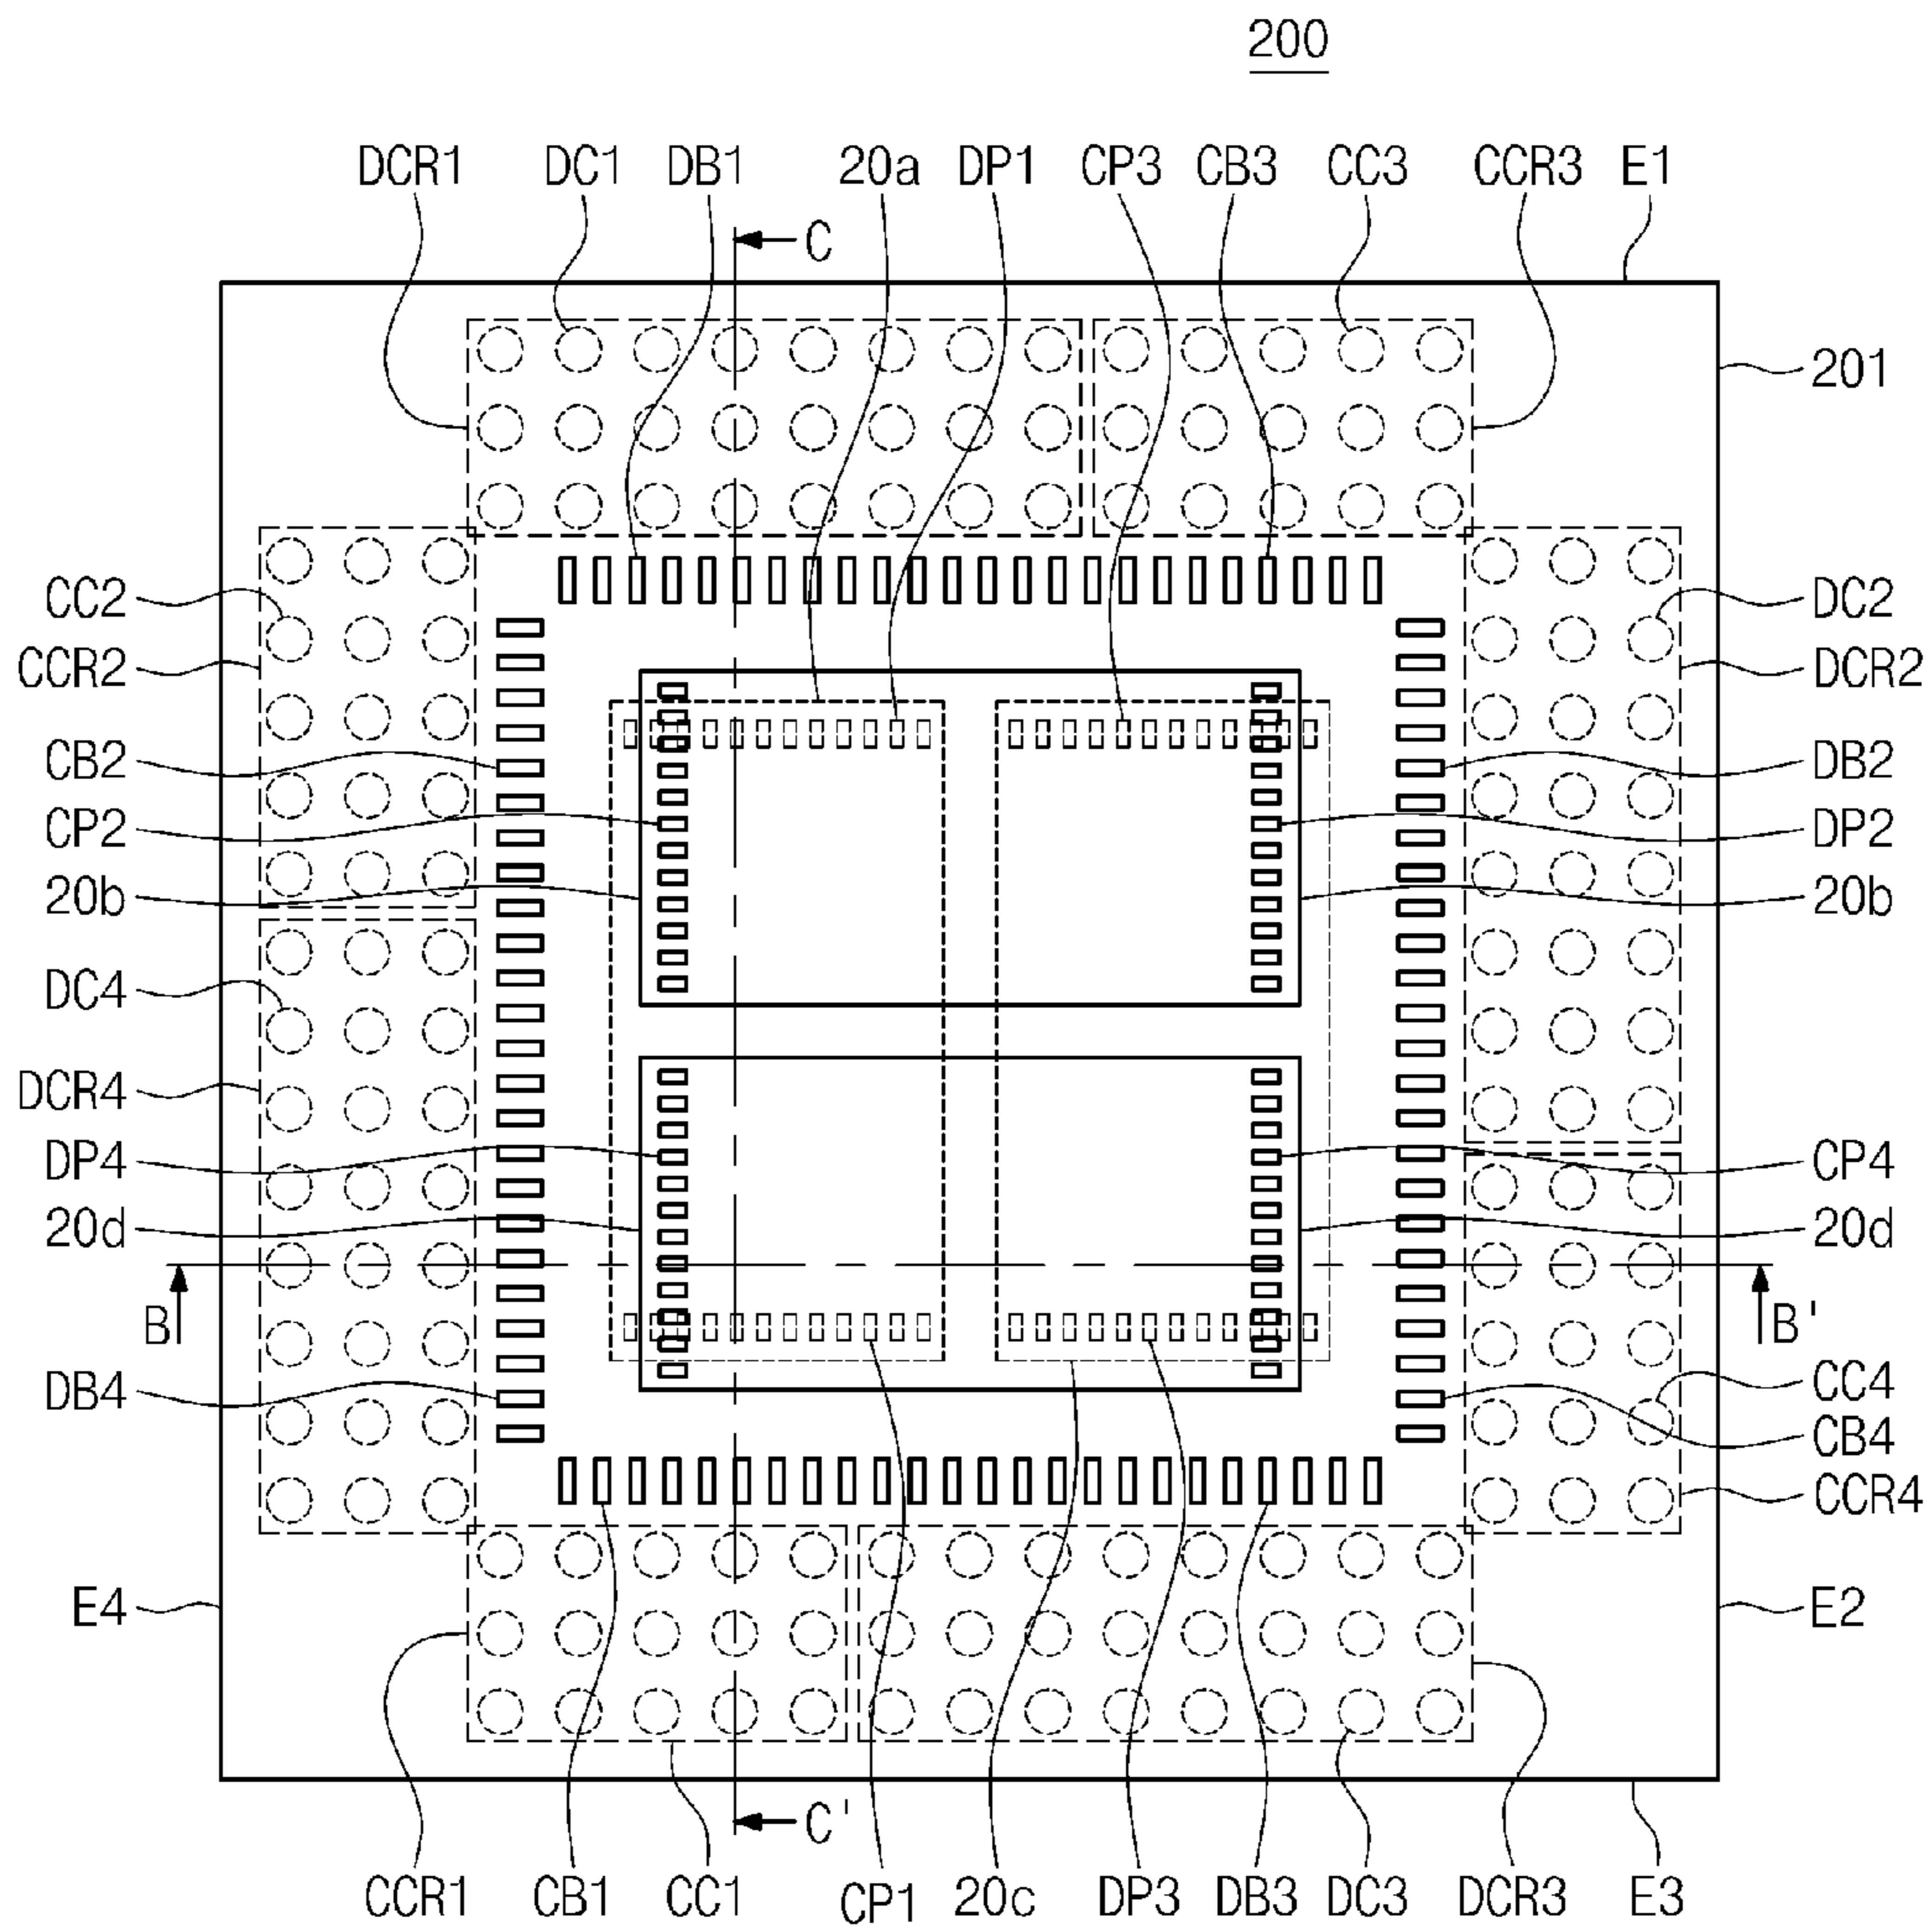 200
DCR1 DC1 DB1 20a DP1 CP3 CB3 CC3 CCR3 E1
C
201
CC2 DC2
CCR2 DCR2
CB2 DB2
CP2 DP2
20b 20b
DC4
DCR4
DP4 CP4
20d 20d
B B'
DB4 CC4
CB4
CCR4
E4 E2
C'
CCR1 CB1 CC1 CP1 20c DP3 DB3 DC3 DCR3 E3